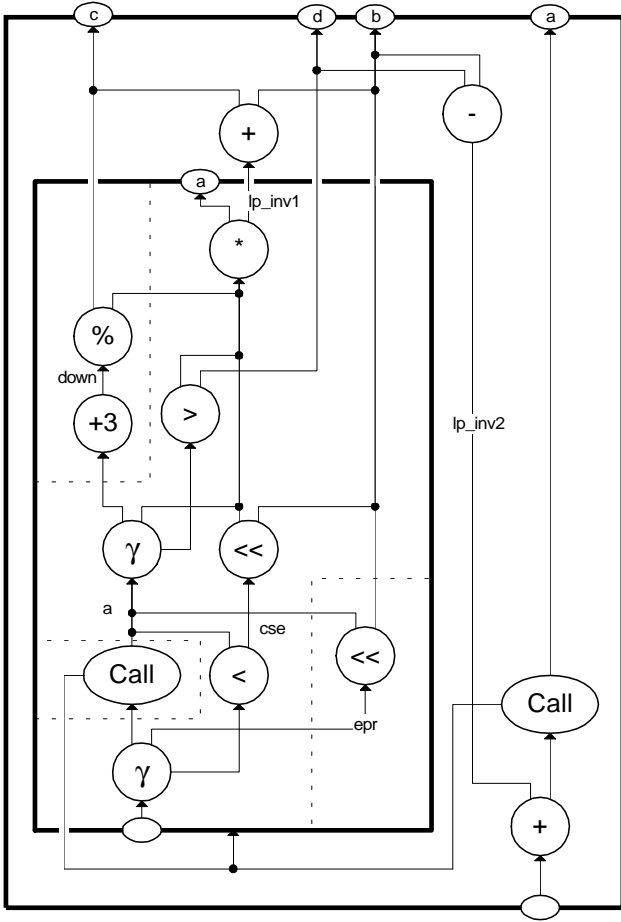 c
d
b
a
-
+
a
lp_inv1
*
%
down
+3
>
lp_inv2
γ
<<
a
cse
Call
<
<<
Call
epr
γ
+